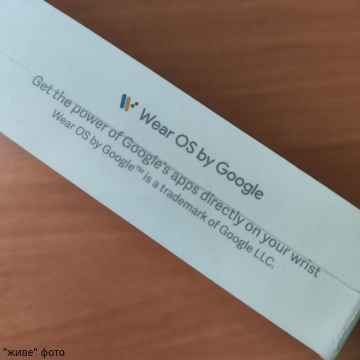 Wear OS by Google
Get the power of Google's apps directly on your wrist
Wear OS by Google™ is a trademark of Google LLC.
"живе" фото